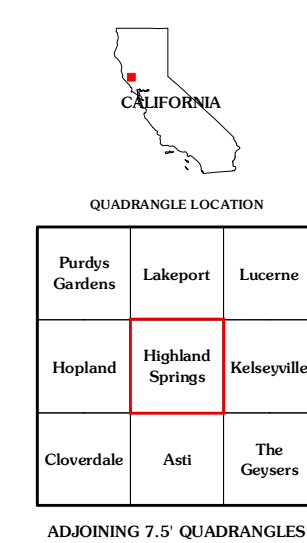 CALIFORNIA
QUADRANGLE LOCATION
Purdys
Gardens
Lakeport
Lucerne
Hopland
Highland
Springs
Kelseyville
Cloverdale
Asti
The
Geysers
ADJOINING 7.5' QUADRANGLES